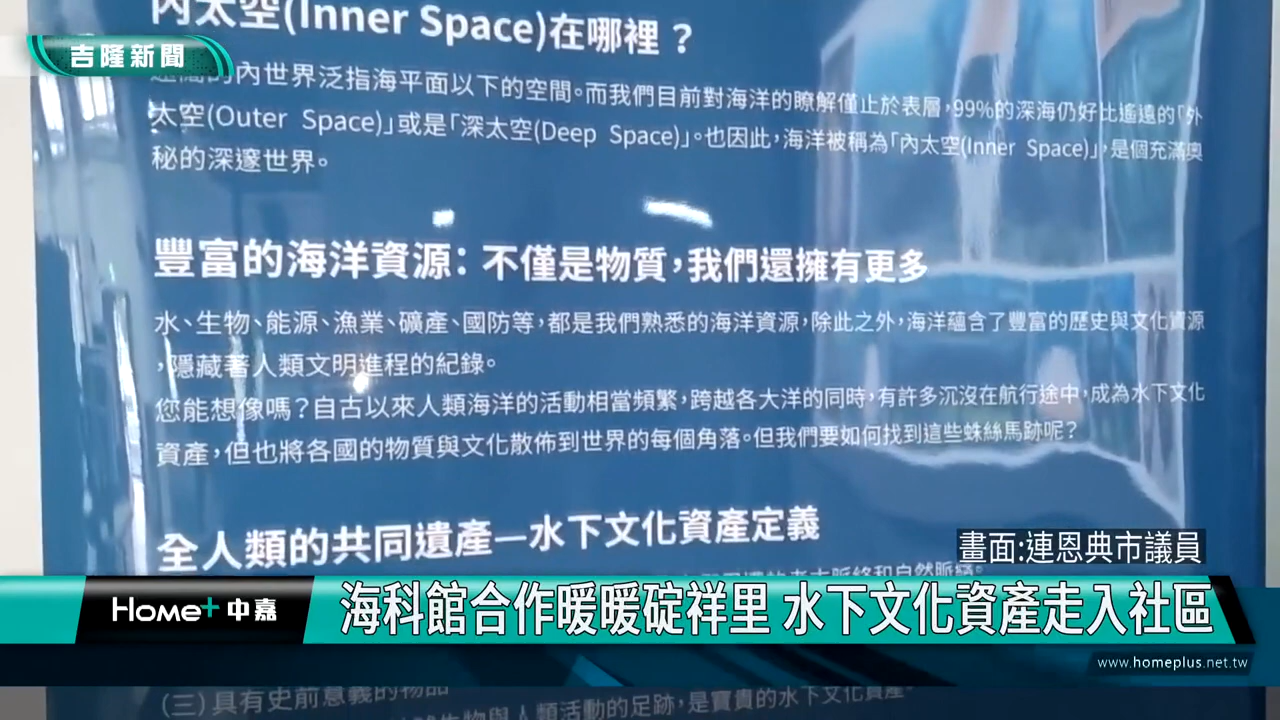 內太空(Inner Space)在哪裡？
吉隆新聞
的內世界泛指海平面以下的空間。而我們目前對海洋的瞭解僅止於表層，99%的深海仍好比遙遠的「外
太空(Outer Space)」或是「深太空(Deep Space)」。也因此，海洋被稱為「內太空(Inner Space)」，是個充滿奧
秘的深邃世界。
豐富的海洋資源：不僅是物質，我們還擁有更多
水、生物、能源、漁業、礦產、國防等，都是我們熟悉的海洋資源，除此之外，海洋蘊含了豐富的歷史與文化資源
，隱藏著人類文明進程的紀錄。
您能想像嗎？自古以來人類海洋的活動相當頻繁，跨越各大洋的同時，有許多沉沒在航行途中，成為水下文化
資產，但也將各國的物質與文化散佈到世界的每個角落。但我們要如何找到這些蛛絲馬跡呢？
全人類的共同遺產—水下文化資產定義
畫面:連恩典市議員
Home+ 中嘉
海科館合作暖暖碇祥里 水下文化資產走入社區
www.homeplus.net.tw
(三)具有史前意義的物品
與人類活動的足跡，是寶貴的水下文化資產。